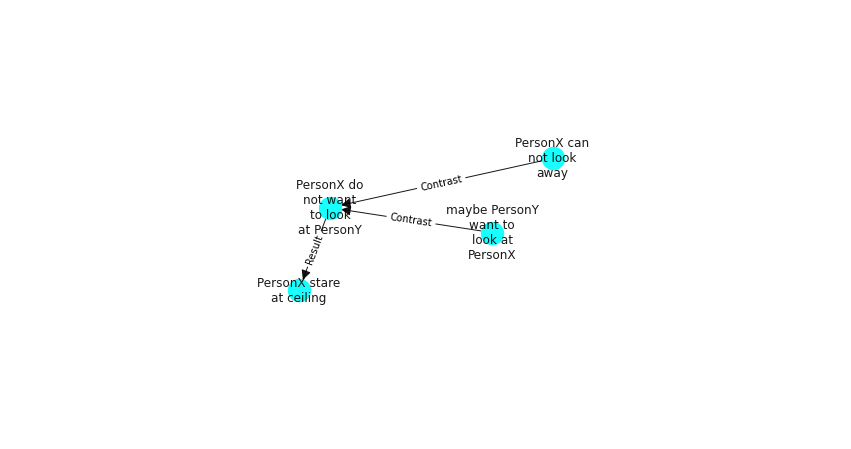 PersonX can
not look
away
Contrast
PersonX do
not want
to look
at PersonY
maybe PersonY
want to
look at
PersonX
Contrast
Result
PersonX stare
at ceiling